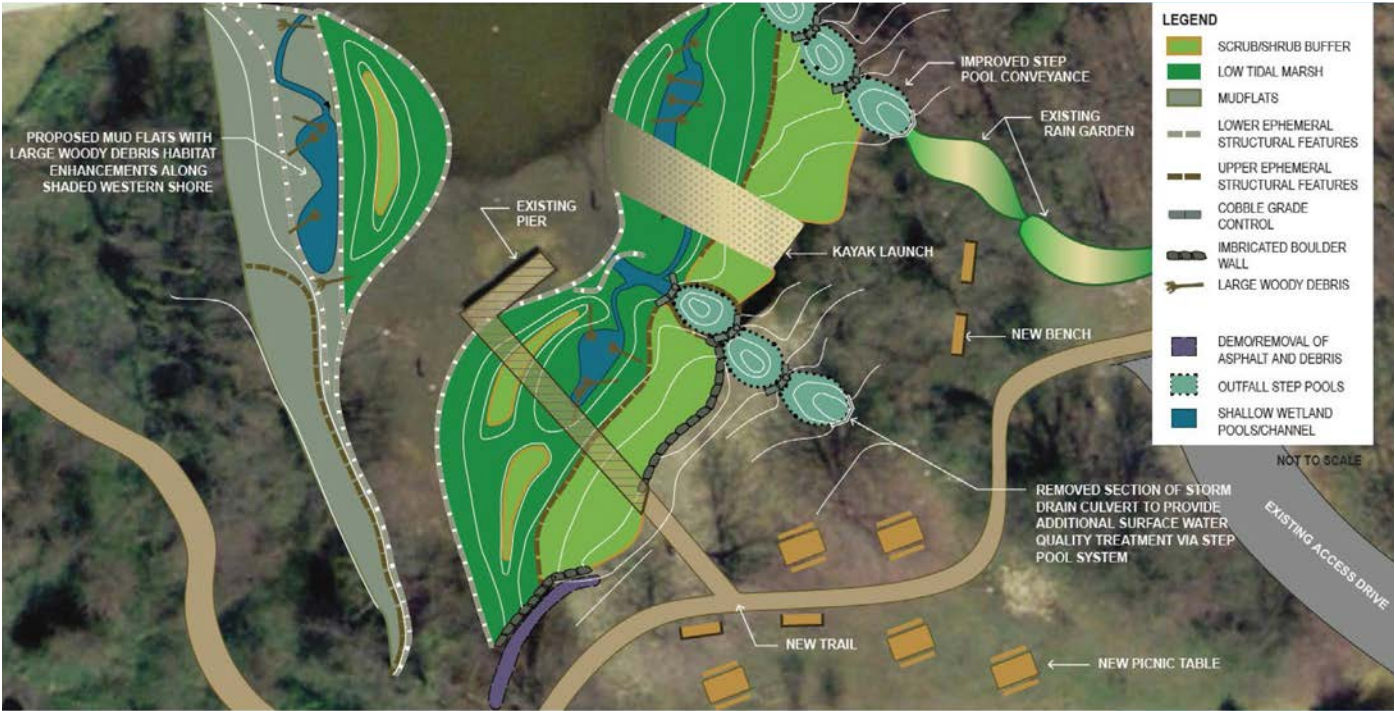 LEGEND
SCRUB/SHRUB BUFFER
LOW TIDAL MARSH
MUDFLATS
LOWER EPHEMERAL
STRUCTURAL FEATURES
UPPER EPHEMERAL
STRUCTURAL FEATURES
COBBLE GRADE
CONTROL
IMBRICATED BOULDER
WALL
LARGE WOODY DEBRIS
DEMO/REMOVAL OF
ASPHALT AND DEBRIS
OUTFALL STEP POOLS
SHALLOW WETLAND
POOLS/CHANNEL
NOT TO SCALE
IMPROVED STEP
POOL CONVEYANCE
EXISTING
RAIN GARDEN
PROPOSED MUD FLATS WITH
LARGE WOODY DEBRIS HABITAT
ENHANCEMENTS ALONG
SHADED WESTERN SHORE
EXISTING
PIER
KAYAK LAUNCH
NEW BENCH
REMOVED SECTION OF STORM
DRAIN CULVERT TO PROVIDE
ADDITIONAL SURFACE WATER
QUALITY TREATMENT VIA STEP
POOL SYSTEM
EXISTING ACCESS DRIVE
NEW TRAIL
NEW PICNIC TABLE